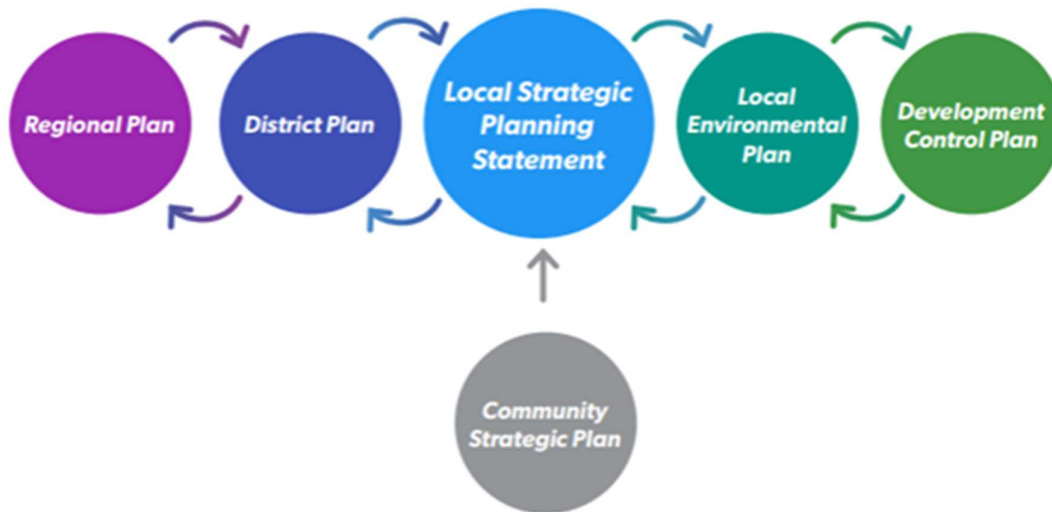 Regional Plan
District Plan
Local Strategic
Planning
Statement
Local
Environmental
Plan
Development
Control Plan
Community
Strategic Plan